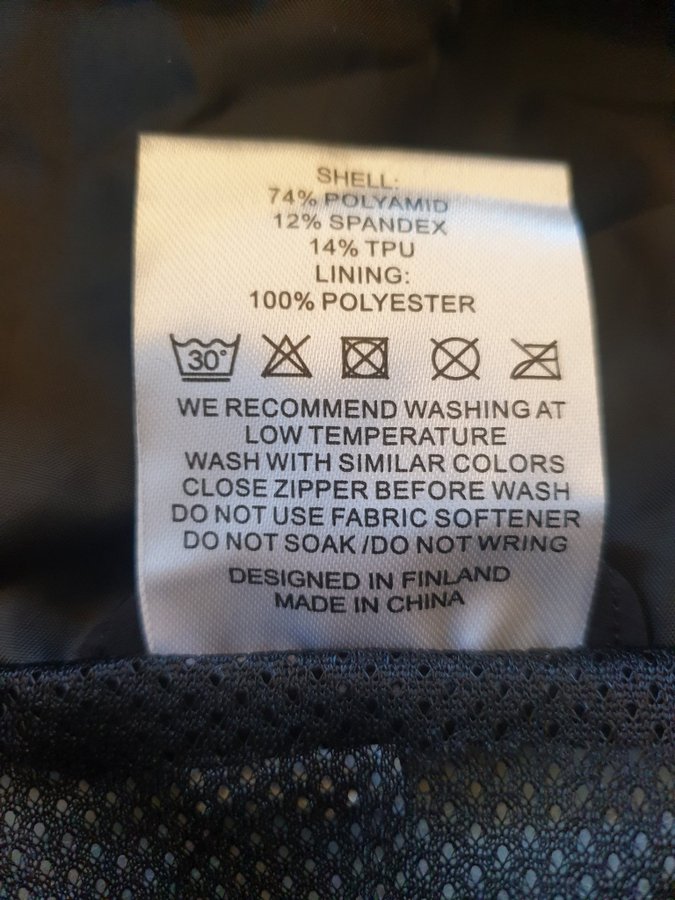 SHELL:
74% POLYAMID
12% SPANDEX
14% TPU
LINING:
100% POLYESTER
30°
WE RECOMMEND WASHING AT
LOW TEMPERATURE
WASH WITH SIMILAR COLORS
CLOSE ZIPPER BEFORE WASH
DO NOT USE FABRIC SOFTENER
DO NOT SOAK /DO NOT WRING
DESIGNED IN FINLAND
MADE IN CHINA